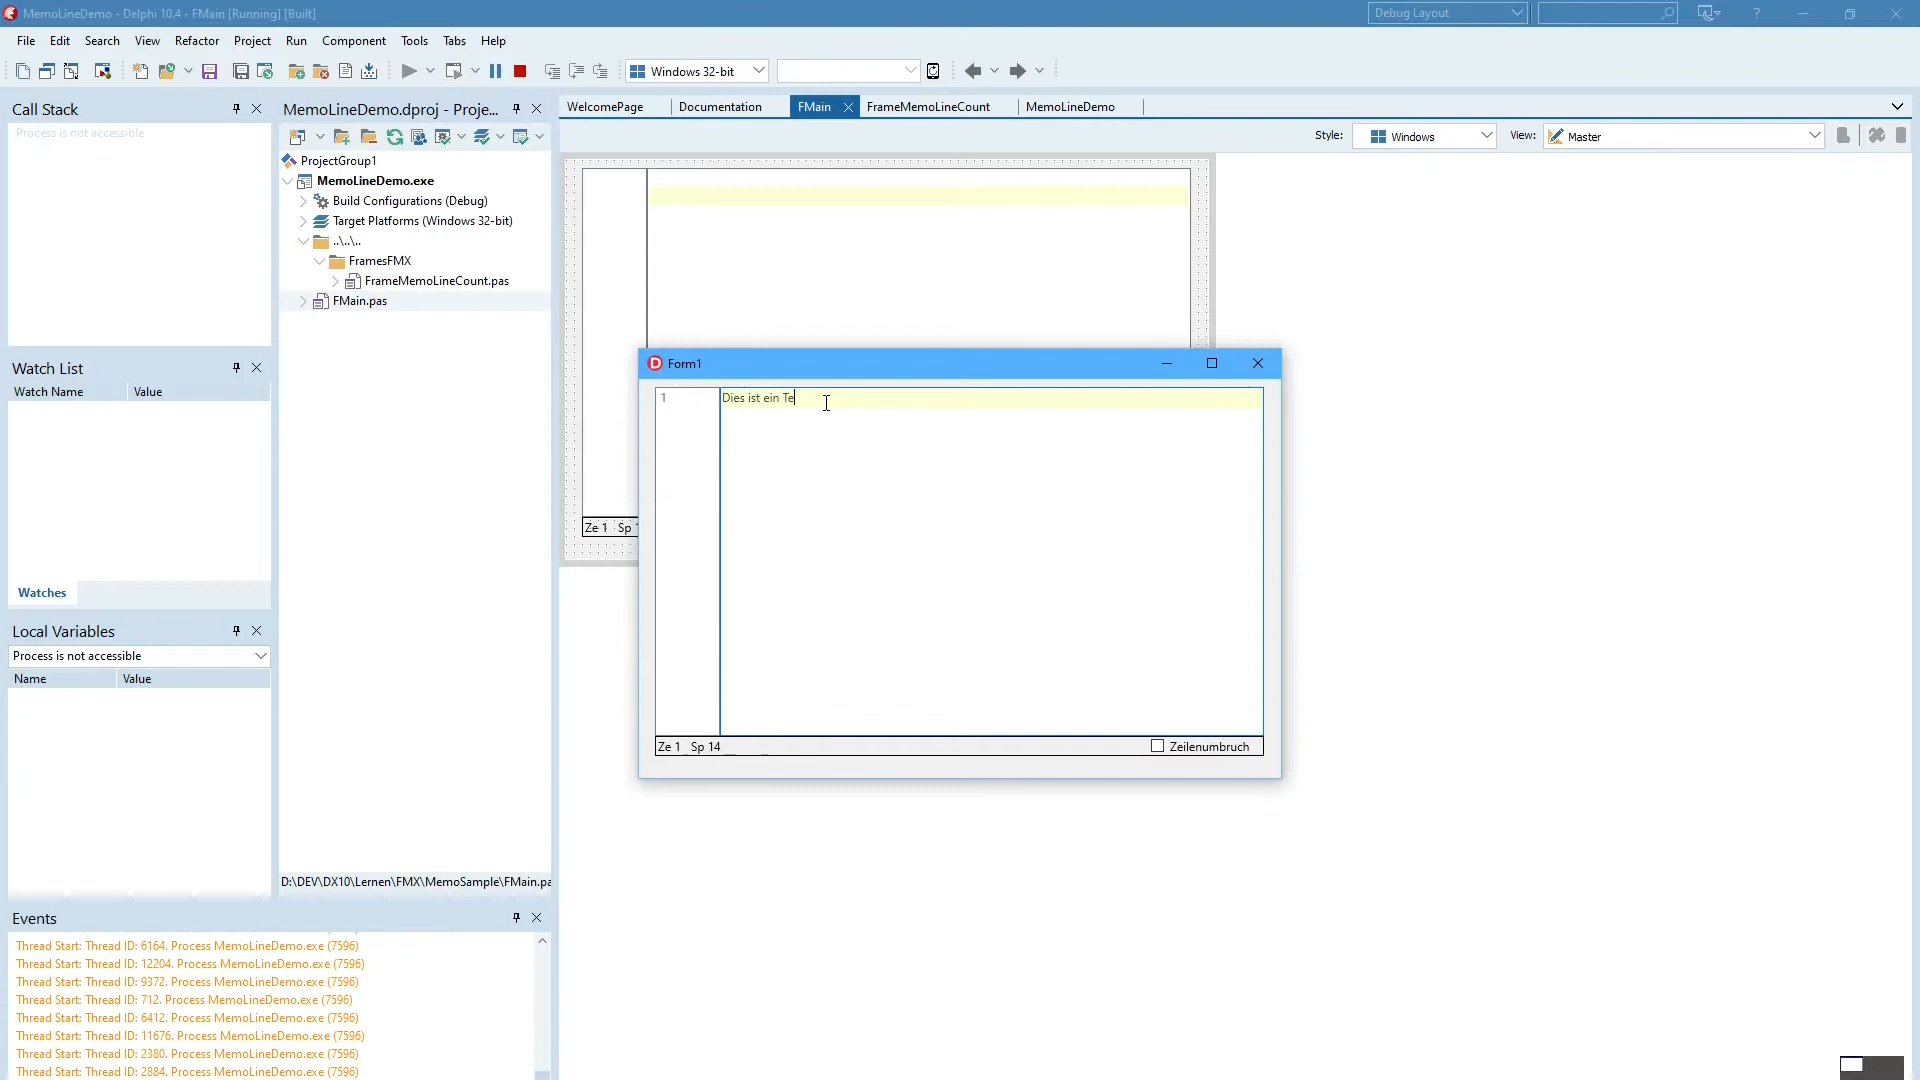 MemoLineDemo - Delphi 10.4 - FMain [Running] [Built]
Debug Layout
File Edit Search View Refactor Project Run Component Tools Tabs Help
Windows 32-bit
Call Stack
Process is not accessible
MemoLineDemo.dproj - Proje...
ProjectGroup1
MemoLineDemo.exe
Build Configurations (Debug)
Target Platforms (Windows 32-bit)
..\..\..
FramesFMX
FrameMemoLineCount.pas
FMain.pas
D:\DEV\DX10\Lernen\FMX\MemoSample\FMain.pa
WelcomePage Documentation FMain FrameMemoLineCount MemoLineDemo
Style: Windows View: Master
Ze 1 Sp 1
Form1
1 Dies ist ein Te
Ze 1 Sp 14 Zeilenumbruch
Watch List
Watch Name Value
Watches
Local Variables
Process is not accessible
Name Value
Events
Thread Start: Thread ID: 6164. Process MemoLineDemo.exe (7596)
Thread Start: Thread ID: 12204. Process MemoLineDemo.exe (7596)
Thread Start: Thread ID: 9372. Process MemoLineDemo.exe (7596)
Thread Start: Thread ID: 712. Process MemoLineDemo.exe (7596)
Thread Start: Thread ID: 6412. Process MemoLineDemo.exe (7596)
Thread Start: Thread ID: 11676. Process MemoLineDemo.exe (7596)
Thread Start: Thread ID: 2380. Process MemoLineDemo.exe (7596)
Thread Start: Thread ID: 2884. Process MemoLineDemo.exe (7596)